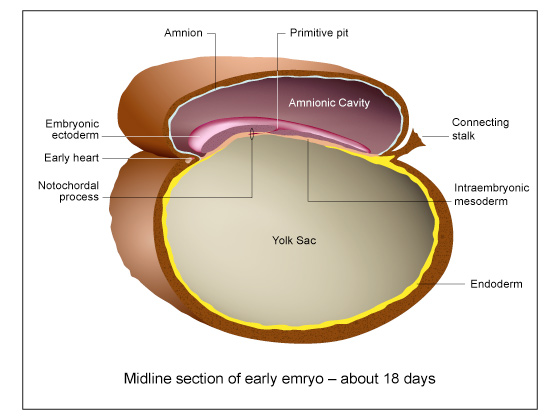 Amnion
Primitive pit
Amnionic Cavity
Embryonic
ectoderm
Connecting
stalk
Early heart
Notochordal
process
Intraembryonic
mesoderm
Yolk Sac
Endoderm
Midline section of early emryo – about 18 days